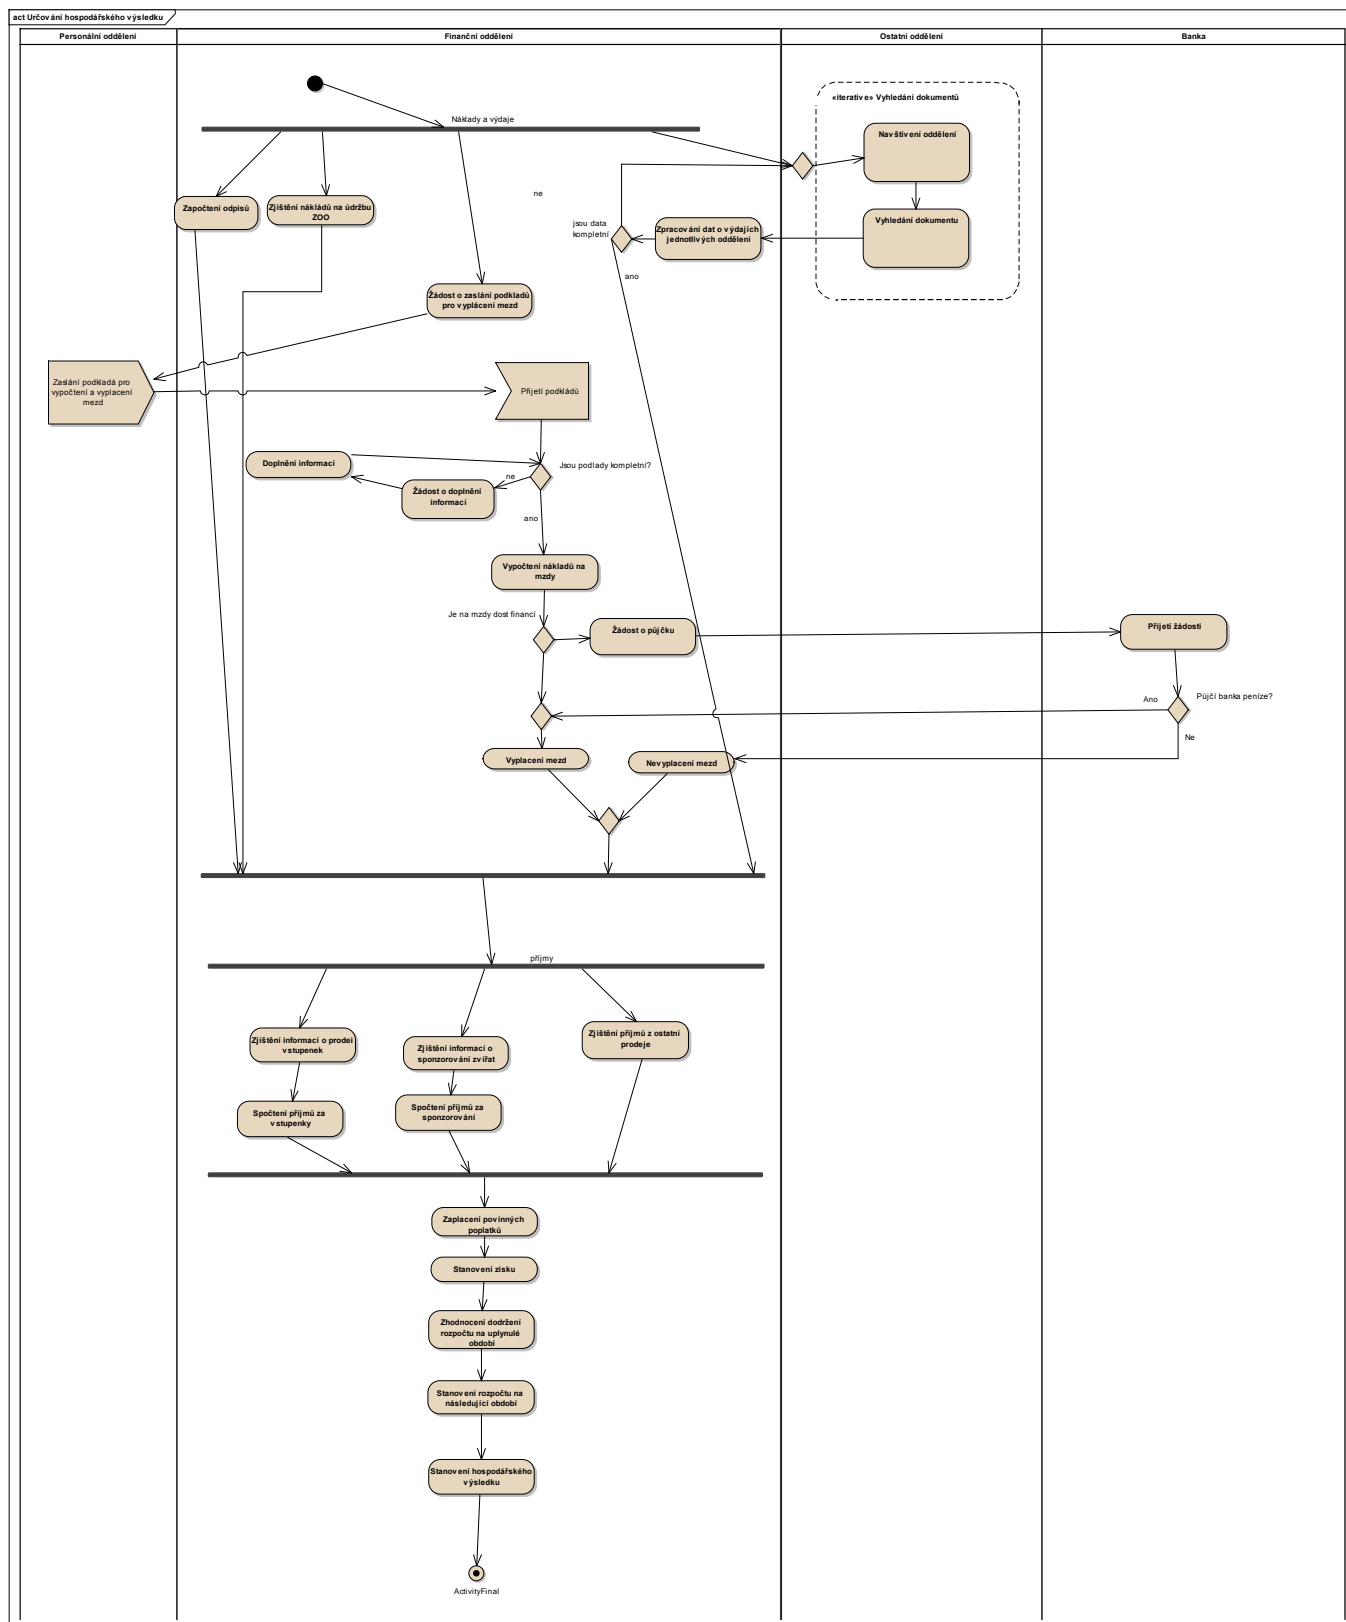 act Určování hospodářského výsledku
Personální oddělení
Finanční oddělení
Ostatní oddělení
Banka
«iterative» Vyhledání dokumentů
Náklady a výdaje
Navštívení oddělení
ne
Započtení odpisů
Zjištění nákládů na údržbu
ZOO
jsou data
kompletní
Zpracování dat o výdajích
jednotlivých oddělení
Vyhledání dokumentu
ano
Žádost o zaslání podkladů
pro vyplácení mezd
Zaslání podkladá pro
vypočtení a vyplacení
mezd
Přijetí podkládů
Doplnění informací
Jsou podlady kompletní?
ne
Žádost o doplnění
informací
ano
Vypočtení nákladů na
mzdy
Je na mzdy dost financí
Žádost o půjčku
Přijetí žádosti
Ano
Půjčí banka peníze?
Ne
Vyplacení mezd
Nevyplacení mezd
příjmy
Zjištění informací o prodei
vstupenek
Zjištění informací o
sponzorování zvířat
Zjištění příjmů z ostatní
prodeje
Spočtení příjmů za
vstupenky
Spočtení příjmů za
sponzorování
Zaplacení povinných
poplatků
Stanovení zisku
Zhodnocení dodržení
rozpočtu na uplynulé
období
Stanovení rozpočtu na
následující období
Stanovení hospodářského
výsledku
ActivityFinal